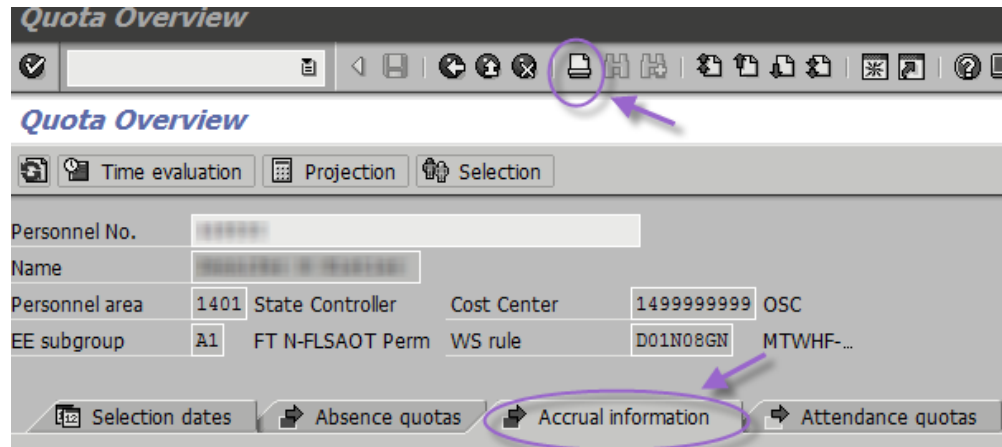 Quota Overview
Quota Overview
Time evaluation Projection Selection
Personnel No.
Name
Personnel area 1401 State Controller Cost Center 1499999999 OSC
EE subgroup A1 FT N-FLSAOT Perm WS rule D01N08GN MTWHF-...
Selection dates Absence quotas Accrual information Attendance quotas